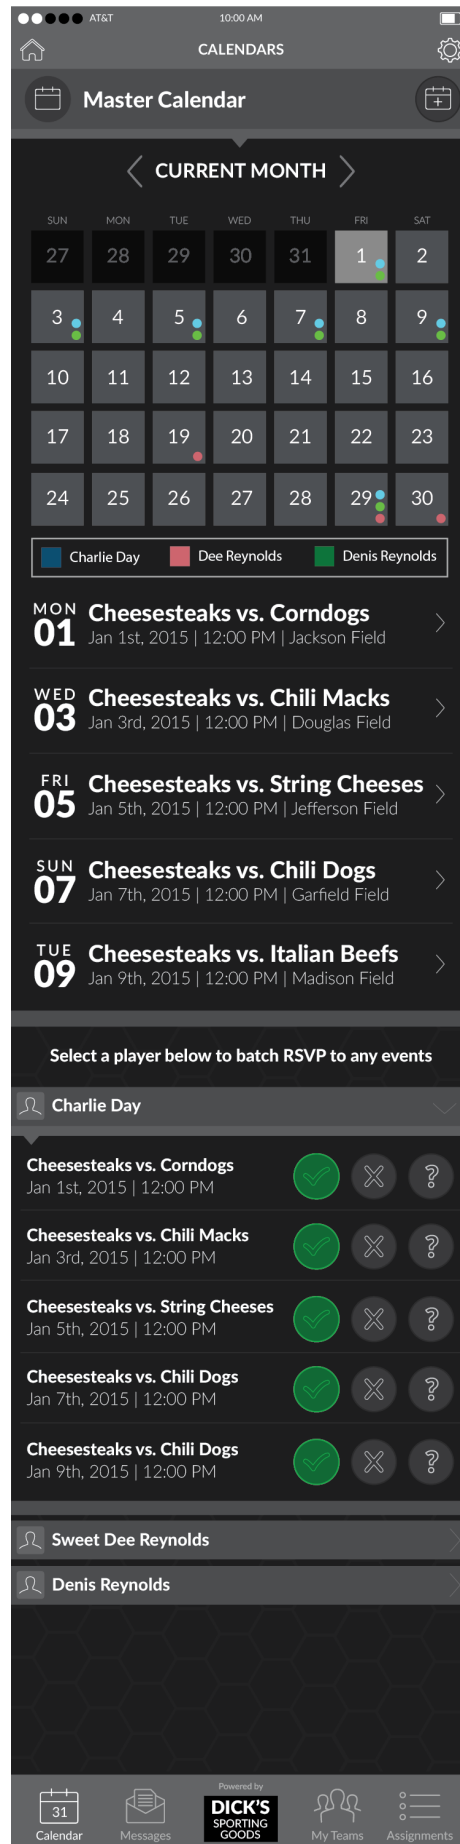 AT&T 10:00 AM
CALENDARS
Master Calendar
CURRENT MONTH
SUN MON TUE WED THU FRI SAT
27 28 29 30 31 1 2
3 4 5 6 7 8 9
10 11 12 13 14 15 16
17 18 19 20 21 22 23
24 25 26 27 28 29 30
Charlie Day Dee Reynolds Denis Reynolds
MON
01
Cheesesteaks vs. Corndogs
Jan 1st, 2015 | 12:00 PM | Jackson Field
WED
03
Cheesesteaks vs. Chili Macks
Jan 3rd, 2015 | 12:00 PM | Douglas Field
FRI
05
Cheesesteaks vs. String Cheeses
Jan 5th, 2015 | 12:00 PM | Jefferson Field
SUN
07
Cheesesteaks vs. Chili Dogs
Jan 7th, 2015 | 12:00 PM | Garfield Field
TUE
09
Cheesesteaks vs. Italian Beefs
Jan 9th, 2015 | 12:00 PM | Madison Field
Select a player below to batch RSVP to any events
Charlie Day
Cheesesteaks vs. Corndogs
Jan 1st, 2015 | 12:00 PM
Cheesesteaks vs. Chili Macks
Jan 3rd, 2015 | 12:00 PM
Cheesesteaks vs. String Cheeses
Jan 5th, 2015 | 12:00 PM
Cheesesteaks vs. Chili Dogs
Jan 7th, 2015 | 12:00 PM
Cheesesteaks vs. Chili Dogs
Jan 9th, 2015 | 12:00 PM
Sweet Dee Reynolds
Denis Reynolds
31
Calendar
Messages
Powered by
DICK'S
SPORTING
GOODS
My Teams
Assignments